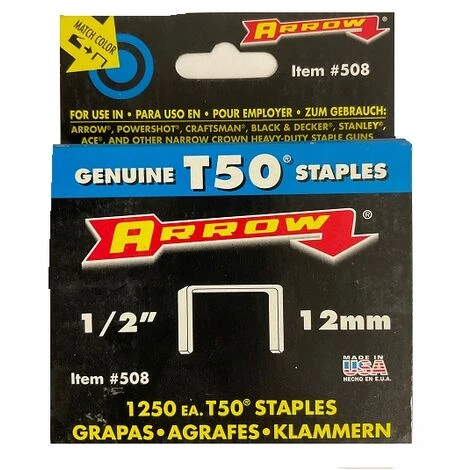 MATCH COLOR
ARROW®
Item #508
FOR USE IN • PARA USO EN • POUR EMPLOYER • ZUM GEBRAUCH:
ARROW®, POWERSHOT®, CRAFTSMAN®, BLACK & DECKER®, STANLEY®,
ACE®, AND OTHER NARROW CROWN HEAVY-DUTY STAPLE GUNS
GENUINE T50® STAPLES
ARROW®
1/2” 12mm
MADE IN
USA
HECHO EN E.U.A.
Item #508
1250 EA. T50® STAPLES
GRAPAS • AGRAFES • KLAMMERN